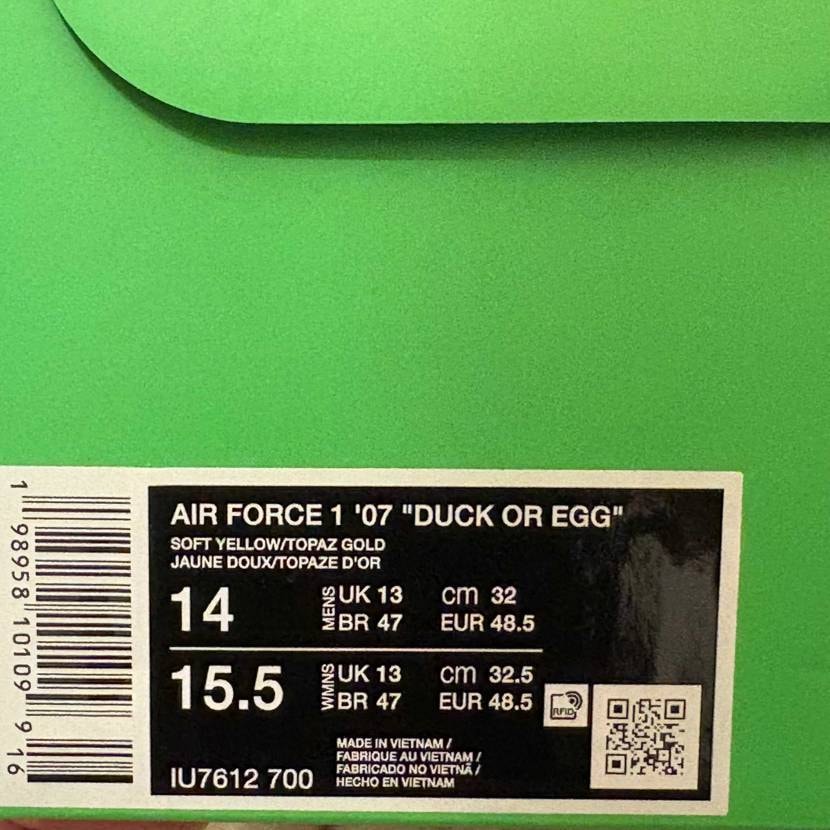 AIR FORCE 1 '07 "DUCK OR EGG"
SOFT YELLOW/TOPAZ GOLD
JAUNE DOUX/TOPAZE D'OR
14 MENS UK 13 cm 32
BR 47 EUR 48.5
15.5 WMNS UK 13 cm 32.5
BR 47 EUR 48.5
RFID
MADE IN VIETNAM /
FABRIQUE AU VIETNAM /
FABRICADO NO VIETNÃ /
HECHO EN VIETNAM
IU7612 700
1 98958 10109 9 16